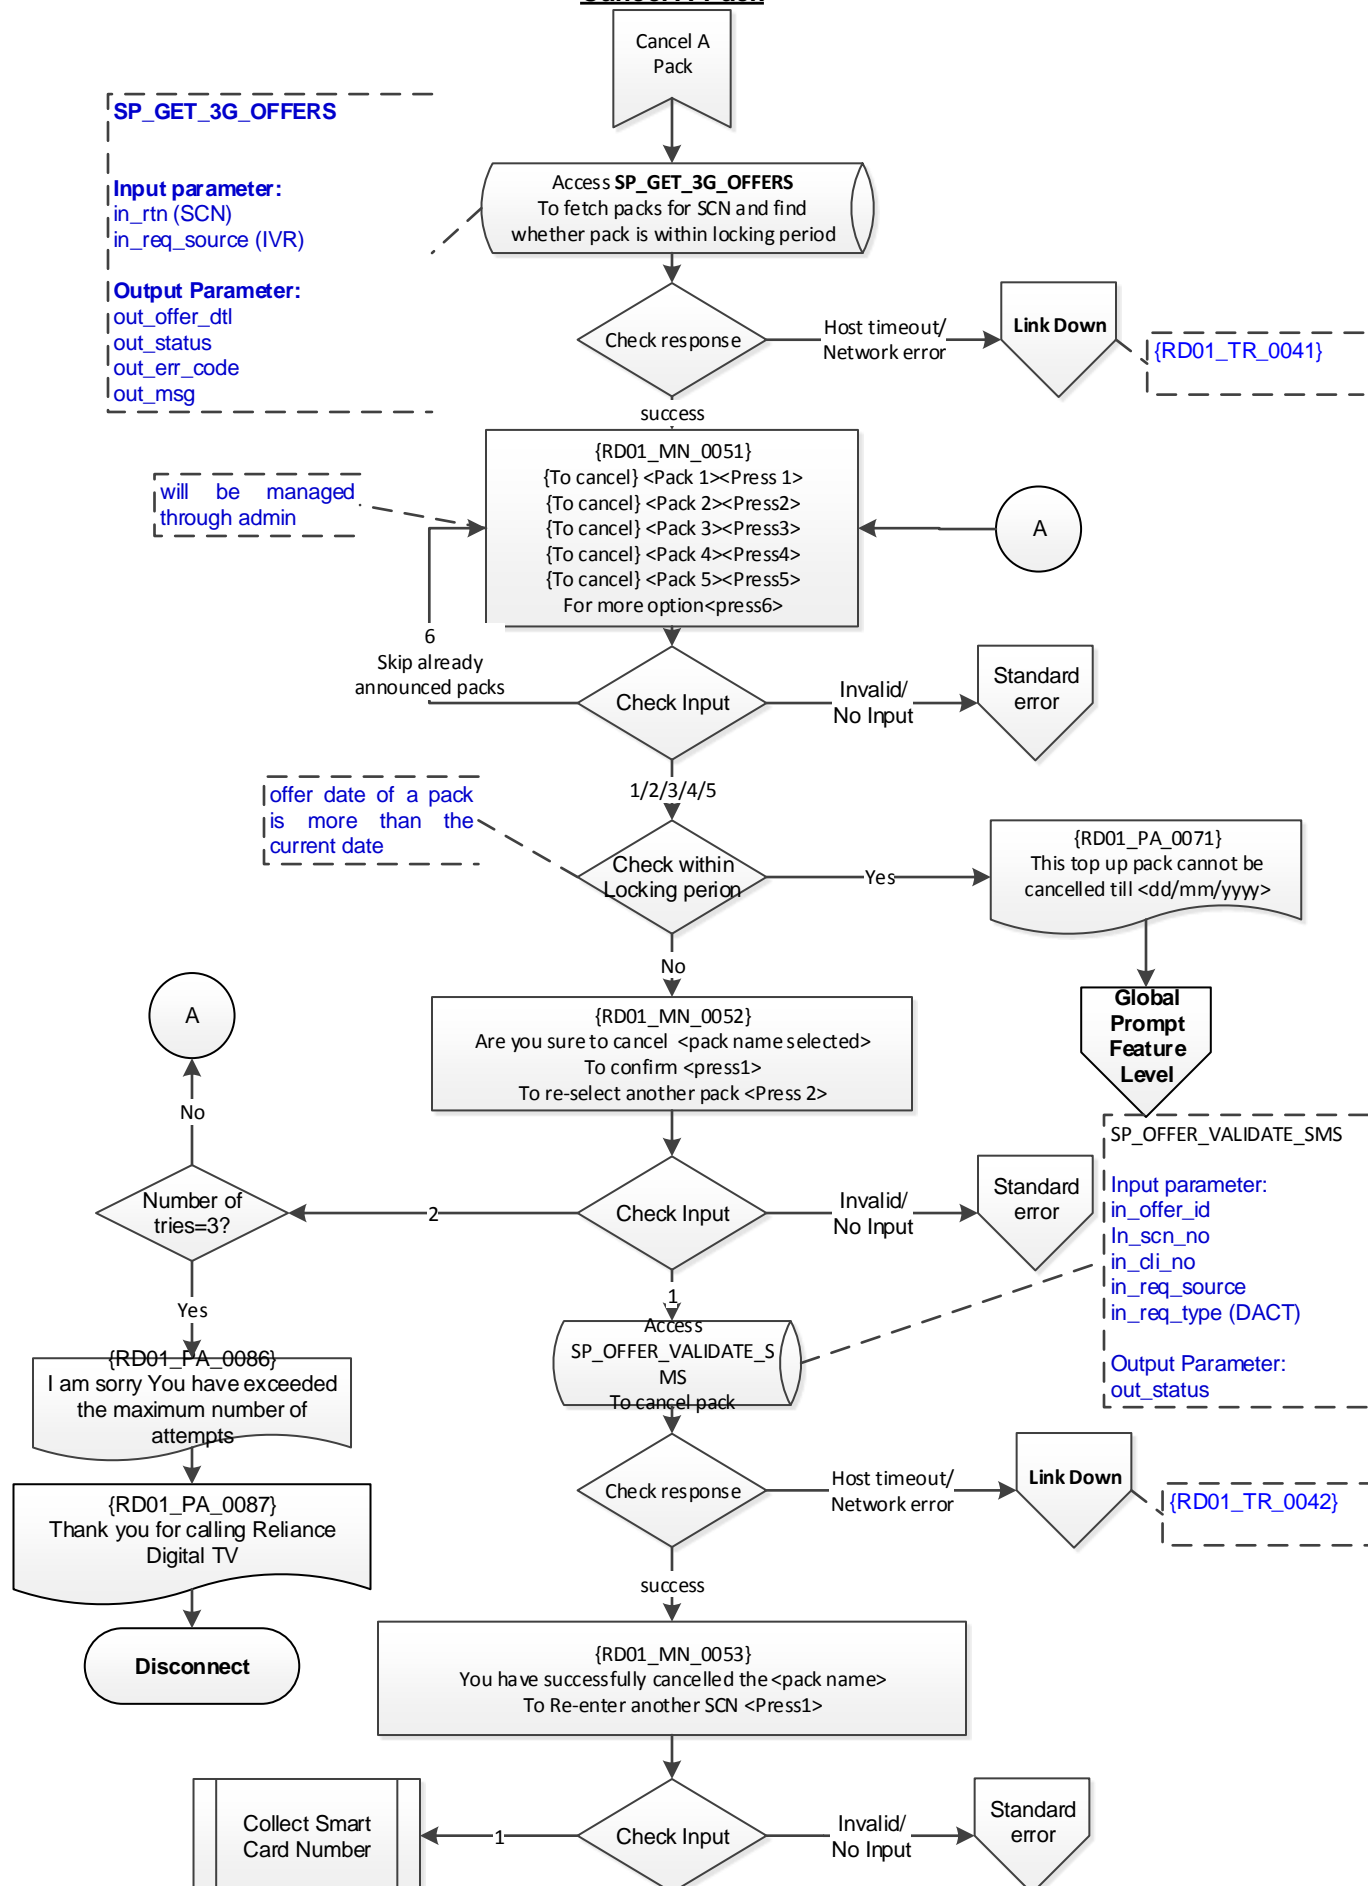 Cancel A
Pack
SP_GET_3G_OFFERS
Input parameter:
in_rtn (SCN)
in_req_source (IVR)
Output Parameter:
out_offer_dtl
out_status
out_err_code
out_msg
Access SP_GET_3G_OFFERS
To fetch packs for SCN and find
whether pack is within locking period
Check response
Host timeout/
Network error
Link Down
{RD01_TR_0041}
success
{RD01_MN_0051}
{To cancel} <Pack 1><Press 1>
{To cancel} <Pack 2><Press2>
{To cancel} <Pack 3><Press3>
{To cancel} <Pack 4><Press4>
{To cancel} <Pack 5><Press5>
For more option<press6>
will be managed
through admin
A
6
Skip already
announced packs
Check Input
Invalid/
No Input
Standard
error
1/2/3/4/5
offer date of a pack
is more than the
current date
Check within
Locking perion
Yes
{RD01_PA_0071}
This top up pack cannot be
cancelled till <dd/mm/yyyy>
Global
Prompt
Feature
Level
No
{RD01_MN_0052}
Are you sure to cancel <pack name selected>
To confirm <press1>
To re-select another pack <Press 2>
A
No
Number of
tries=3?
2
Check Input
Invalid/
No Input
Standard
error
SP_OFFER_VALIDATE_SMS
Input parameter:
in_offer_id
In_scn_no
in_cli_no
in_req_source
in_req_type (DACT)
Output Parameter:
out_status
Yes
{RD01_PA_0086}
I am sorry You have exceeded
the maximum number of
attempts
{RD01_PA_0087}
Thank you for calling Reliance
Digital TV
Disconnect
1
Access
SP_OFFER_VALIDATE_S
MS
To cancel pack
Check response
Host timeout/
Network error
Link Down
{RD01_TR_0042}
success
{RD01_MN_0053}
You have successfully cancelled the <pack name>
To Re-enter another SCN <Press1>
Collect Smart
Card Number
1
Check Input
Invalid/
No Input
Standard
error